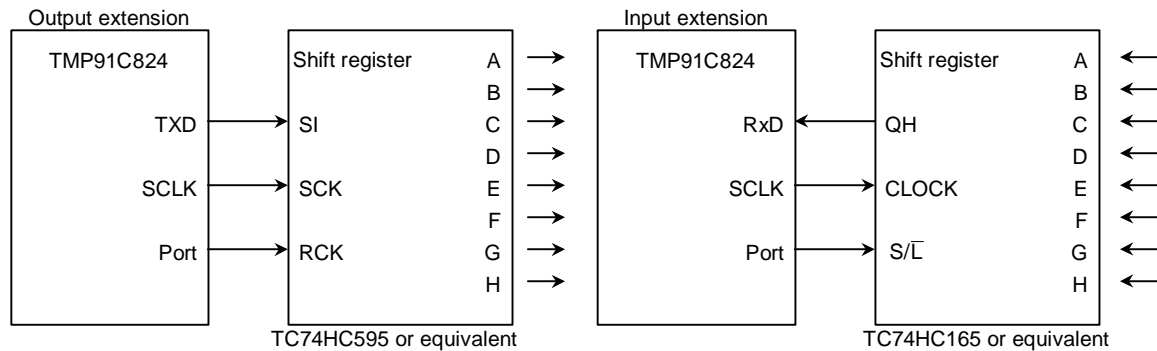 Output extension
TMP91C824
TXD
SCLK
Port
Shift register
SI
SCK
RCK
A
B
C
D
E
F
G
H
TC74HC595 or equivalent
Input extension
TMP91C824
RxD
SCLK
Port
Shift register
QH
CLOCK
S/L̅
A
B
C
D
E
F
G
H
TC74HC165 or equivalent